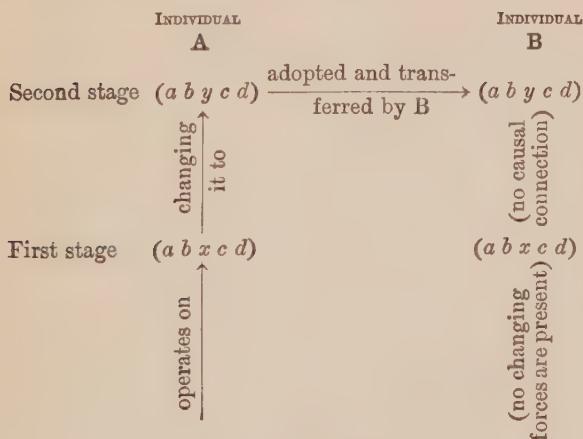 INDIVIDUAL INDIVIDUAL
A B
adopted and trans-
Second stage (a b y c d) (a b y c d)
ferred by B
changing
it to
(no causal
connection)
First stage (a b x c d) (a b x c d)
operates on
(no changing
forces are present)